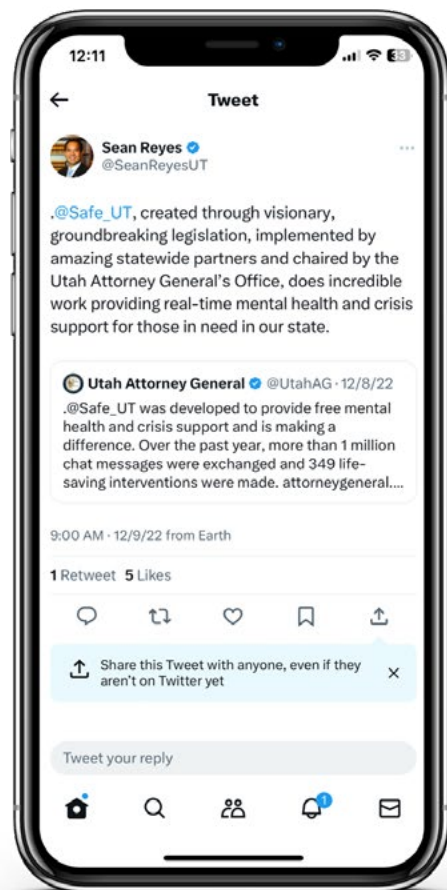 12:11
33
Tweet
Sean Reyes
@SeanReyesUT
.@Safe_UT, created through visionary,
groundbreaking legislation, implemented by
amazing statewide partners and chaired by the
Utah Attorney General's Office, does incredible
work providing real-time mental health and crisis
support for those in need in our state.
Utah Attorney General @UtahAG · 12/8/22
.@Safe_UT was developed to provide free mental
health and crisis support and is making a
difference. Over the past year, more than 1 million
chat messages were exchanged and 349 life-
saving interventions were made. attorneygeneral....
9:00 AM · 12/9/22 from Earth
1 Retweet 5 Likes
Share this Tweet with anyone, even if they
aren't on Twitter yet
Tweet your reply
1